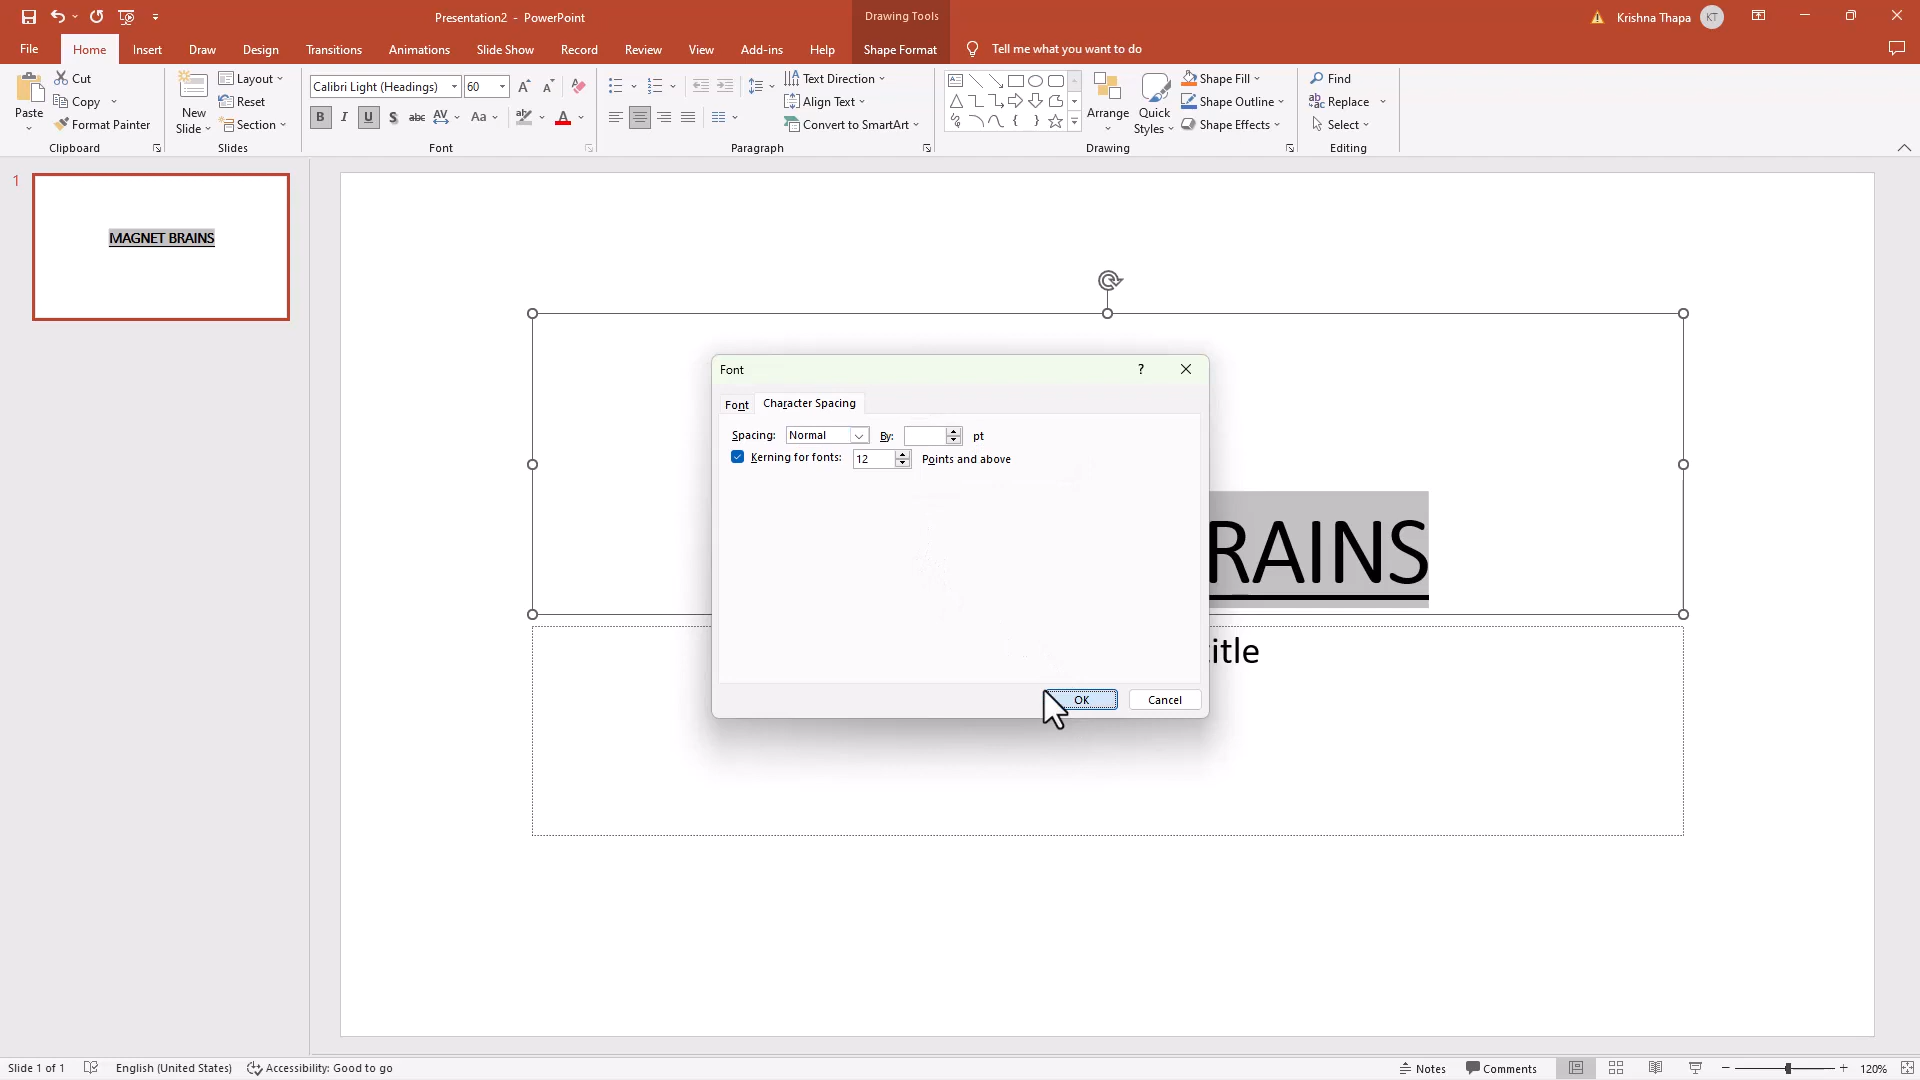 Presentation2 - PowerPoint
Drawing Tools
Krishna Thapa
KT
File Home Insert Draw Design Transitions Animations Slide Show Record Review View Add-ins Help Shape Format Tell me what you want to do
Paste
Cut
Copy
Format Painter
Clipboard
New Slide
Layout
Reset
Section
Slides
Calibri Light (Headings) 60
B I U S abc AV Aa A
Font
Text Direction
Align Text
Convert to SmartArt
Paragraph
Arrange
Quick Styles
Shape Fill
Shape Outline
Shape Effects
Drawing
Find
Replace
Select
Editing
1
MAGNET BRAINS
Font
?
Font Character Spacing
Spacing: Normal By: pt
Kerning for fonts: 12 Points and above
RAINS
title
OK Cancel
Slide 1 of 1 English (United States) Accessibility: Good to go Notes Comments 120%